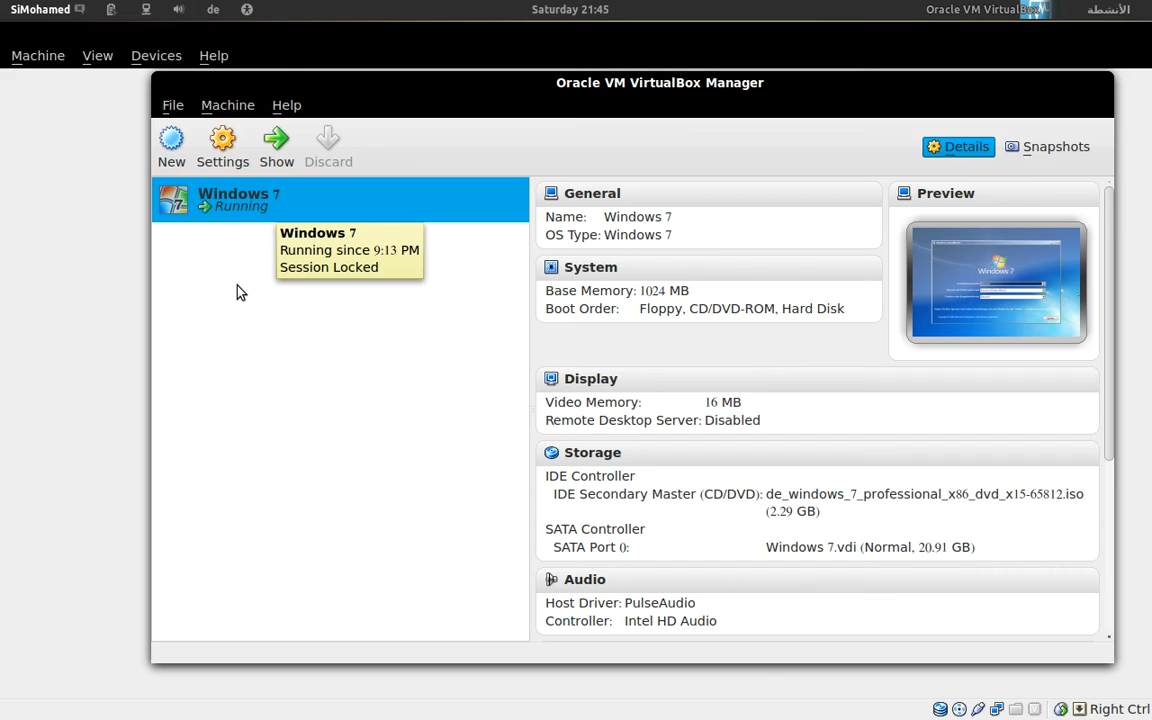 SiMohamed de Saturday 21:45 Oracle VM VirtualBox الأنشطة
Machine View Devices Help
Oracle VM VirtualBox Manager
File Machine Help
New Settings Show Discard Details Snapshots
Windows 7
Running
Windows 7
Running since 9:13 PM
Session Locked
General
Name: Windows 7
OS Type: Windows 7
System
Base Memory: 1024 MB
Boot Order: Floppy, CD/DVD-ROM, Hard Disk
Preview
Windows 7
Display
Video Memory: 16 MB
Remote Desktop Server: Disabled
Storage
IDE Controller
IDE Secondary Master (CD/DVD): de_windows_7_professional_x86_dvd_x15-65812.iso
(2.29 GB)
SATA Controller
SATA Port 0: Windows 7.vdi (Normal, 20.91 GB)
Audio
Host Driver: PulseAudio
Controller: Intel HD Audio
Right Ctrl